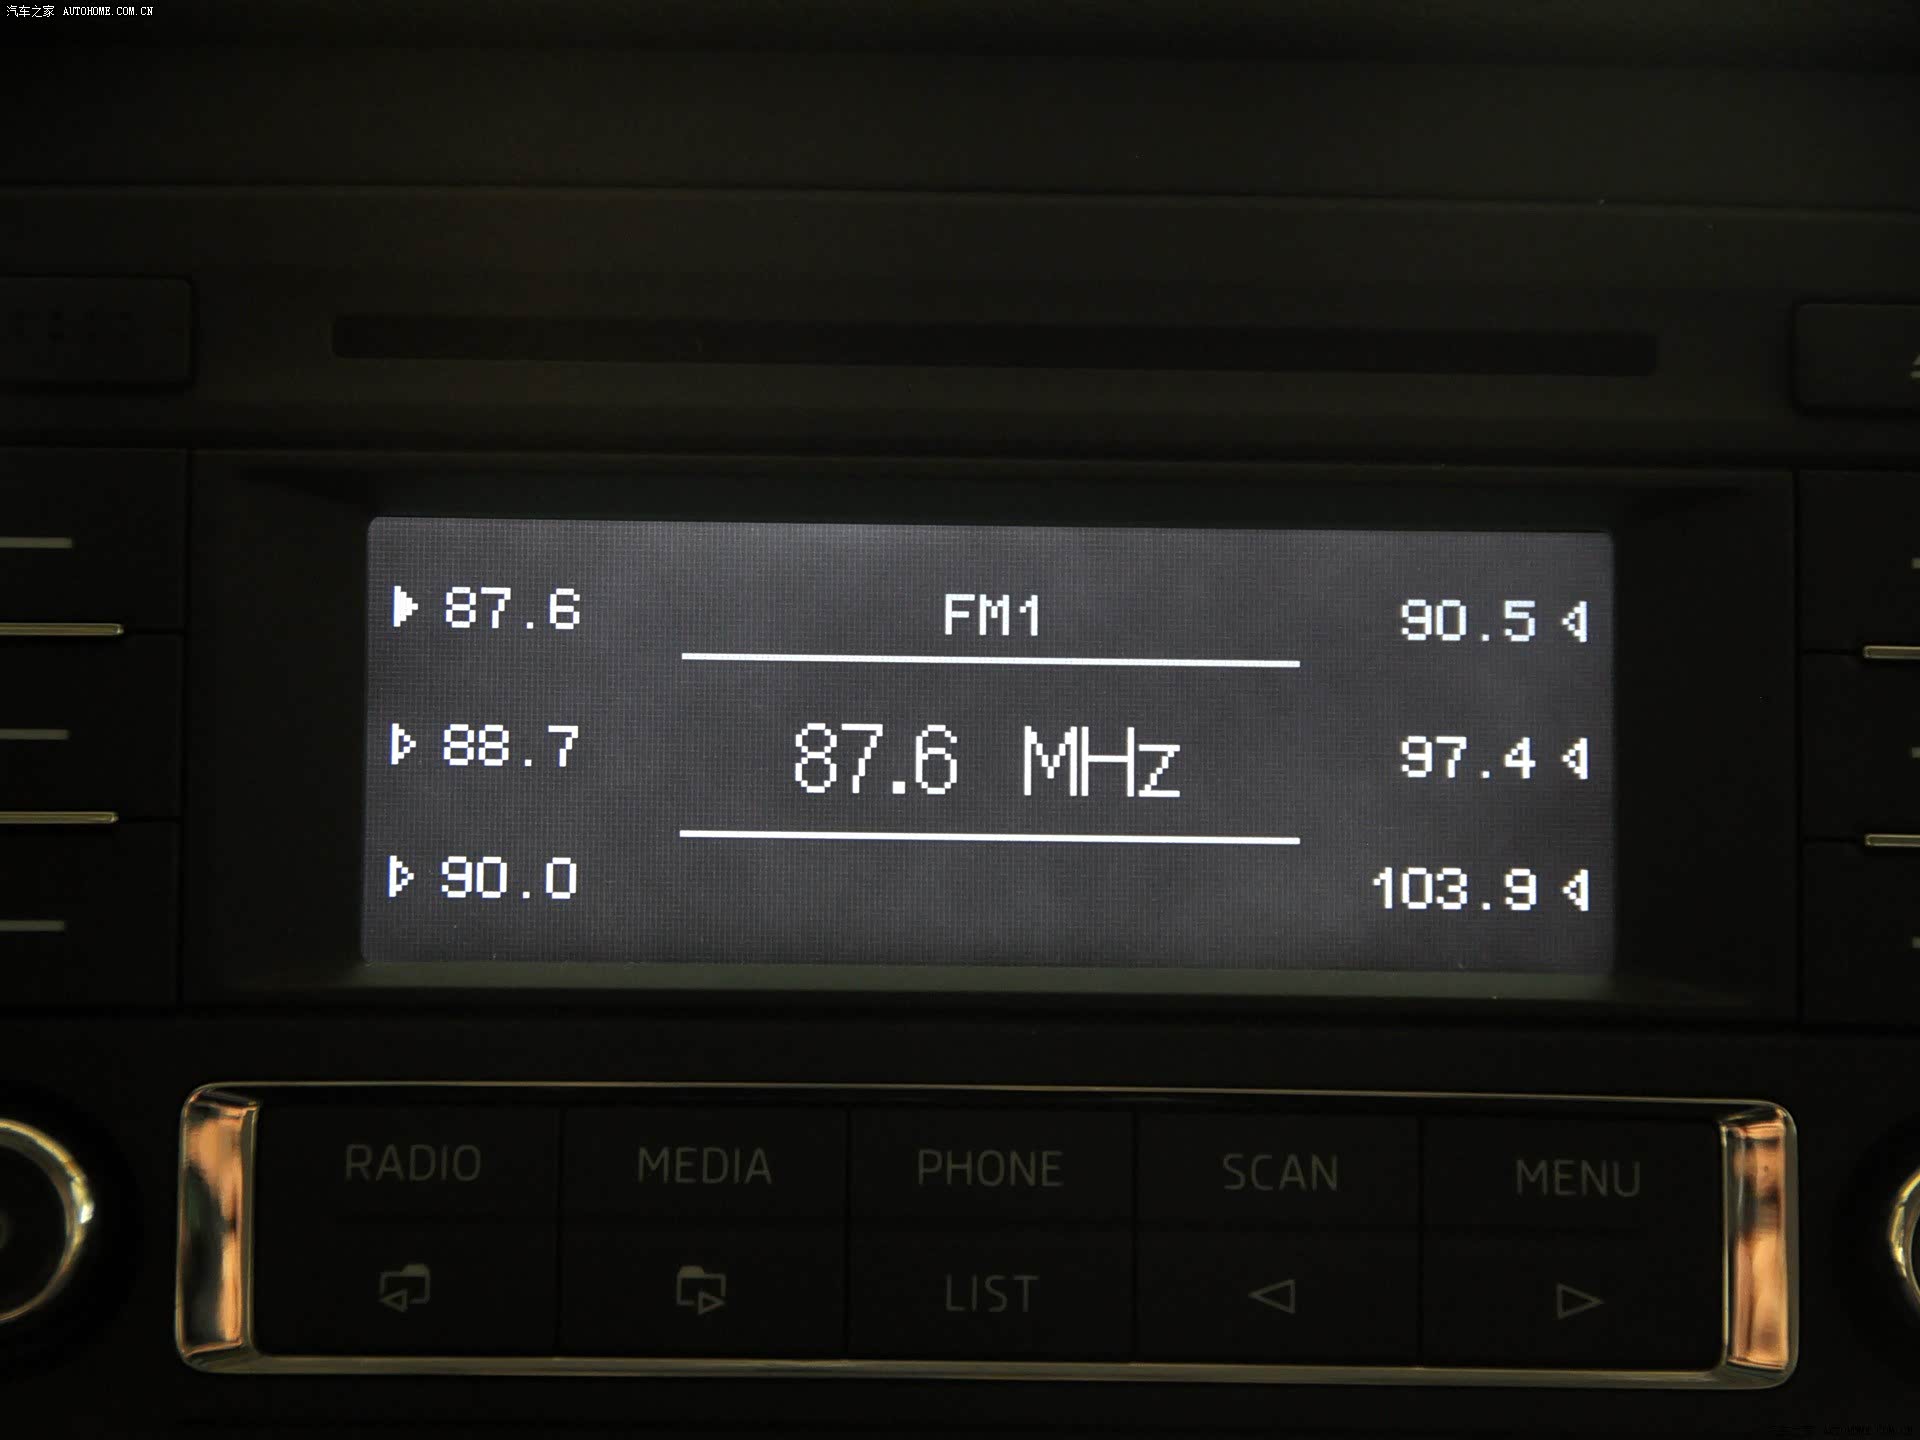 汽车之家 AUTOHOME.COM.CN
87.6 FM1 90.5
88.7 87.6 MHz 97.4
90.0 103.9
RADIO MEDIA PHONE SCAN MENU
LIST